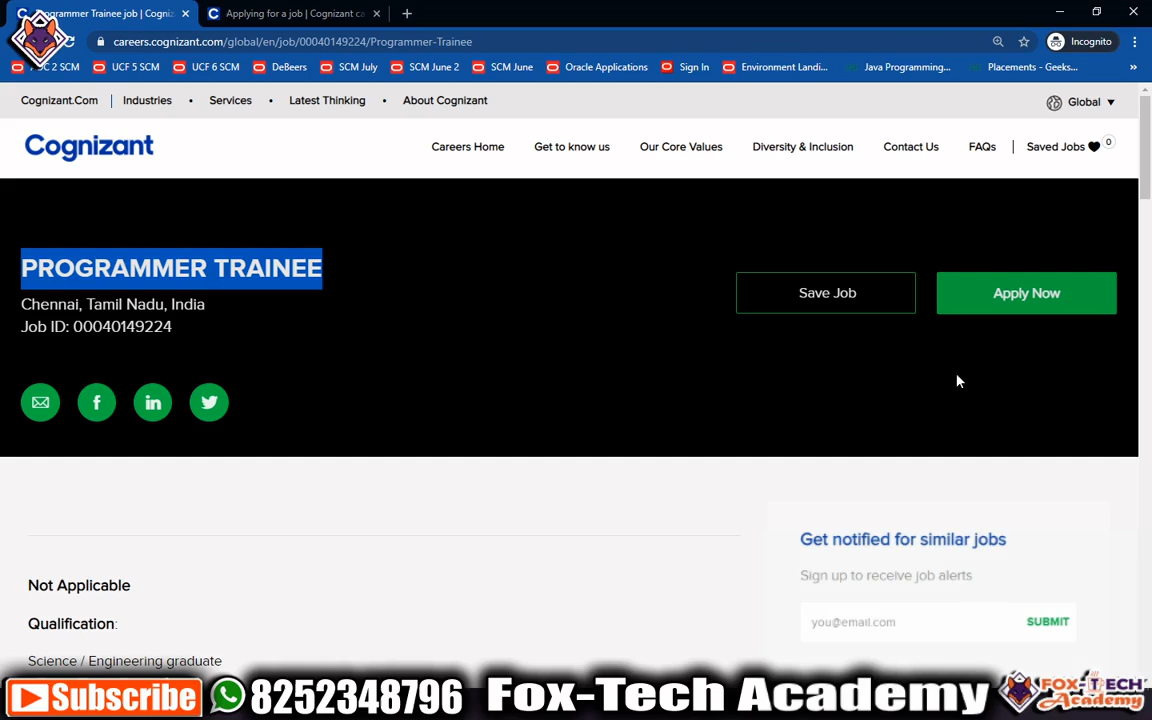 Programmer Trainee job | Cogniz
Applying for a job | Cognizant ca
careers.cognizant.com/global/en/job/00040149224/Programmer-Trainee
Incognito
2 SCM
UCF 5 SCM
UCF 6 SCM
DeBeers
SCM July
SCM June 2
SCM June
Oracle Applications
Sign In
Environment Landi...
Java Programming...
Placements - Geeks...
Cognizant.Com
Industries
Services
Latest Thinking
About Cognizant
Global
Cognizant
Careers Home
Get to know us
Our Core Values
Diversity & Inclusion
Contact Us
FAQs
Saved Jobs
0
PROGRAMMER TRAINEE
Chennai, Tamil Nadu, India
Job ID: 00040149224
Save Job
Apply Now
Get notified for similar jobs
Sign up to receive job alerts
you@email.com
SUBMIT
Not Applicable
Qualification:
Science / Engineering graduate
Subscribe
8252348796
Fox-Tech Academy
FOX-TECH
Academy